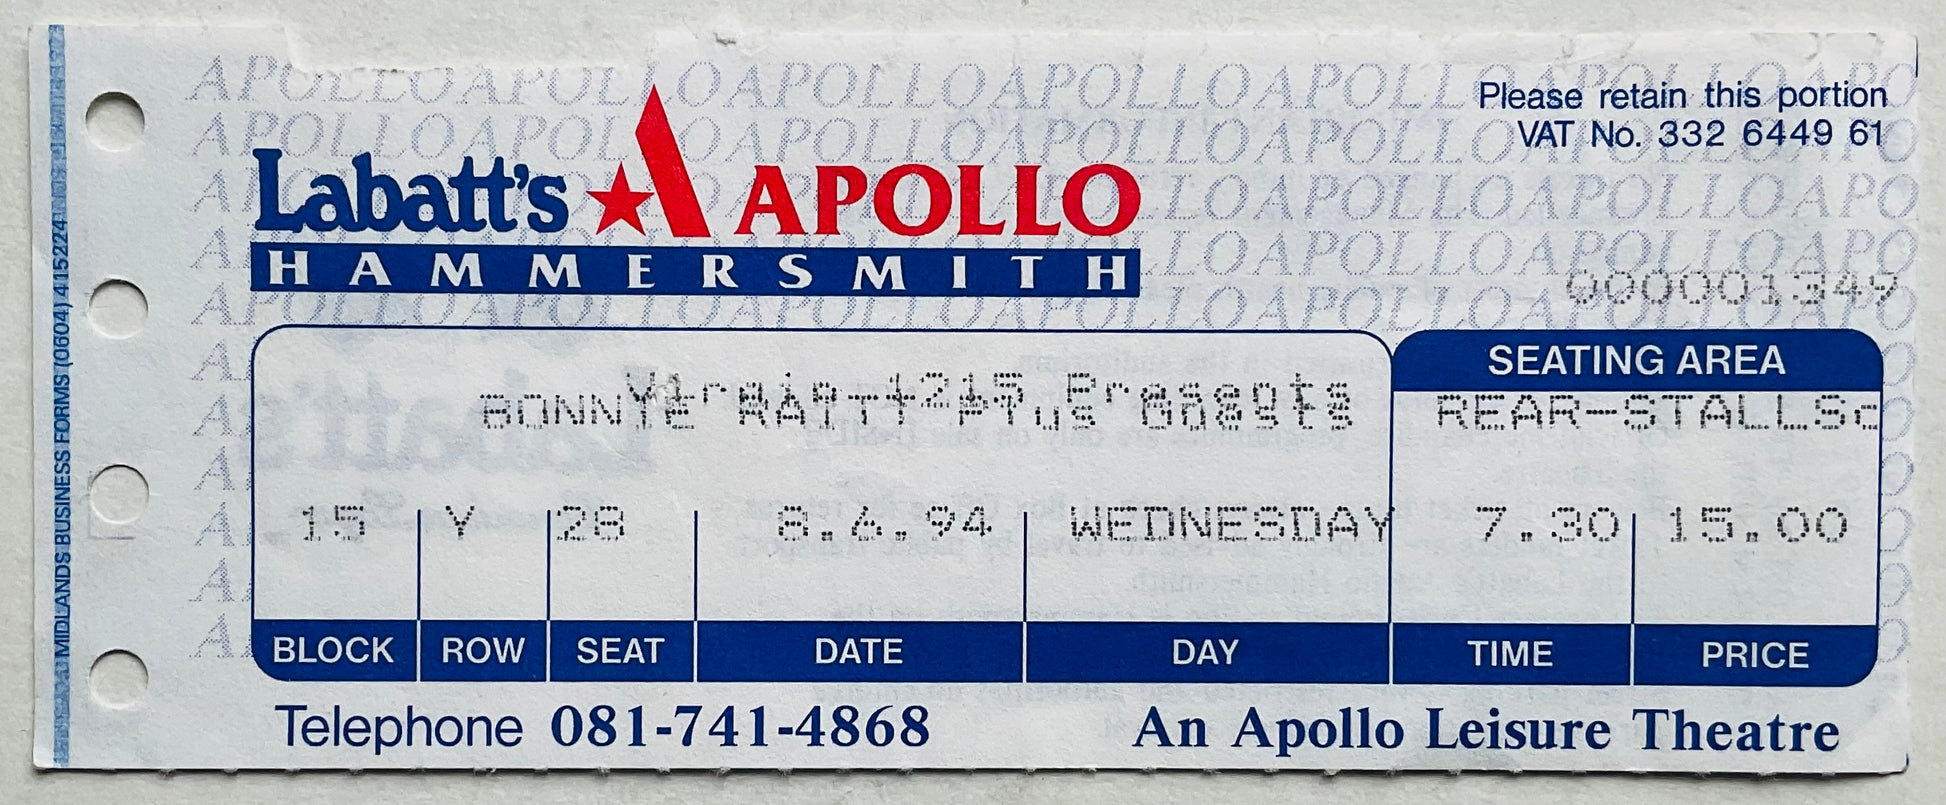 MIDLANDS BUSINESS FORMS (0604) 415224
Please retain this portion
VAT No. 332 6449 61
Labatt's APOLLO
HAMMERSMITH
000001349
SEATING AREA
Virgin 1215 Presents
BONNIE RAITT Plus Guests
REAR-STALLS
15 Y 28 8.6.94 WEDNESDAY 7.30 15.00
BLOCK ROW SEAT DATE DAY TIME PRICE
Telephone 081-741-4868 An Apollo Leisure Theatre